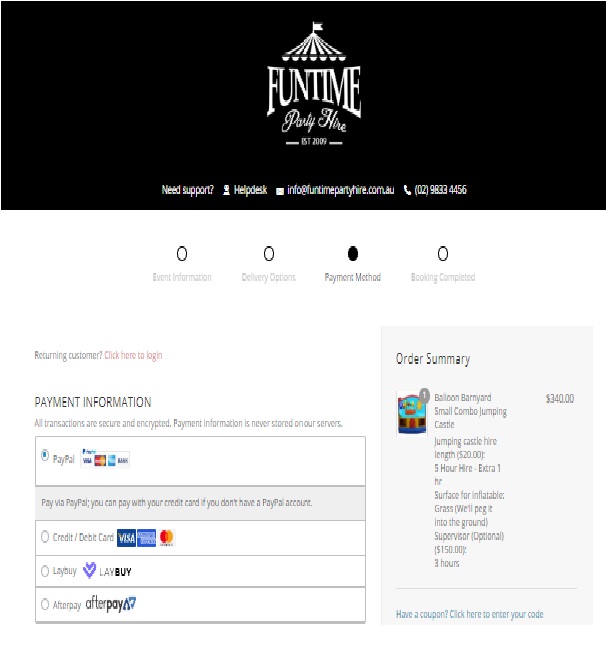 FUNTIME
Party Hire
EST 2009
Need support? Helpdesk info@funtimepartyhire.com.au (02) 9833 4456
Event Information Delivery Options Payment Method Booking Completed
Returning customer? Click here to login
PAYMENT INFORMATION
All transactions are secure and encrypted. Payment information is never stored on our servers.
PayPal PayPal VISA BANK
Pay via PayPal; you can pay with your credit card if you don't have a PayPal account.
Credit / Debit Card VISA AMERICAN EXPRESS
Laybuy LAYBUY
Afterpay afterpay
Order Summary
1
Balloon Barnyard $340.00
Small Combo Jumping
Castle
Jumping castle hire
length ($20.00):
5 Hour Hire - Extra 1
hr
Surface for inflatable:
Grass (We'll peg it
into the ground)
Supervisor (Optional)
($150.00):
3 hours
Have a coupon? Click here to enter your code